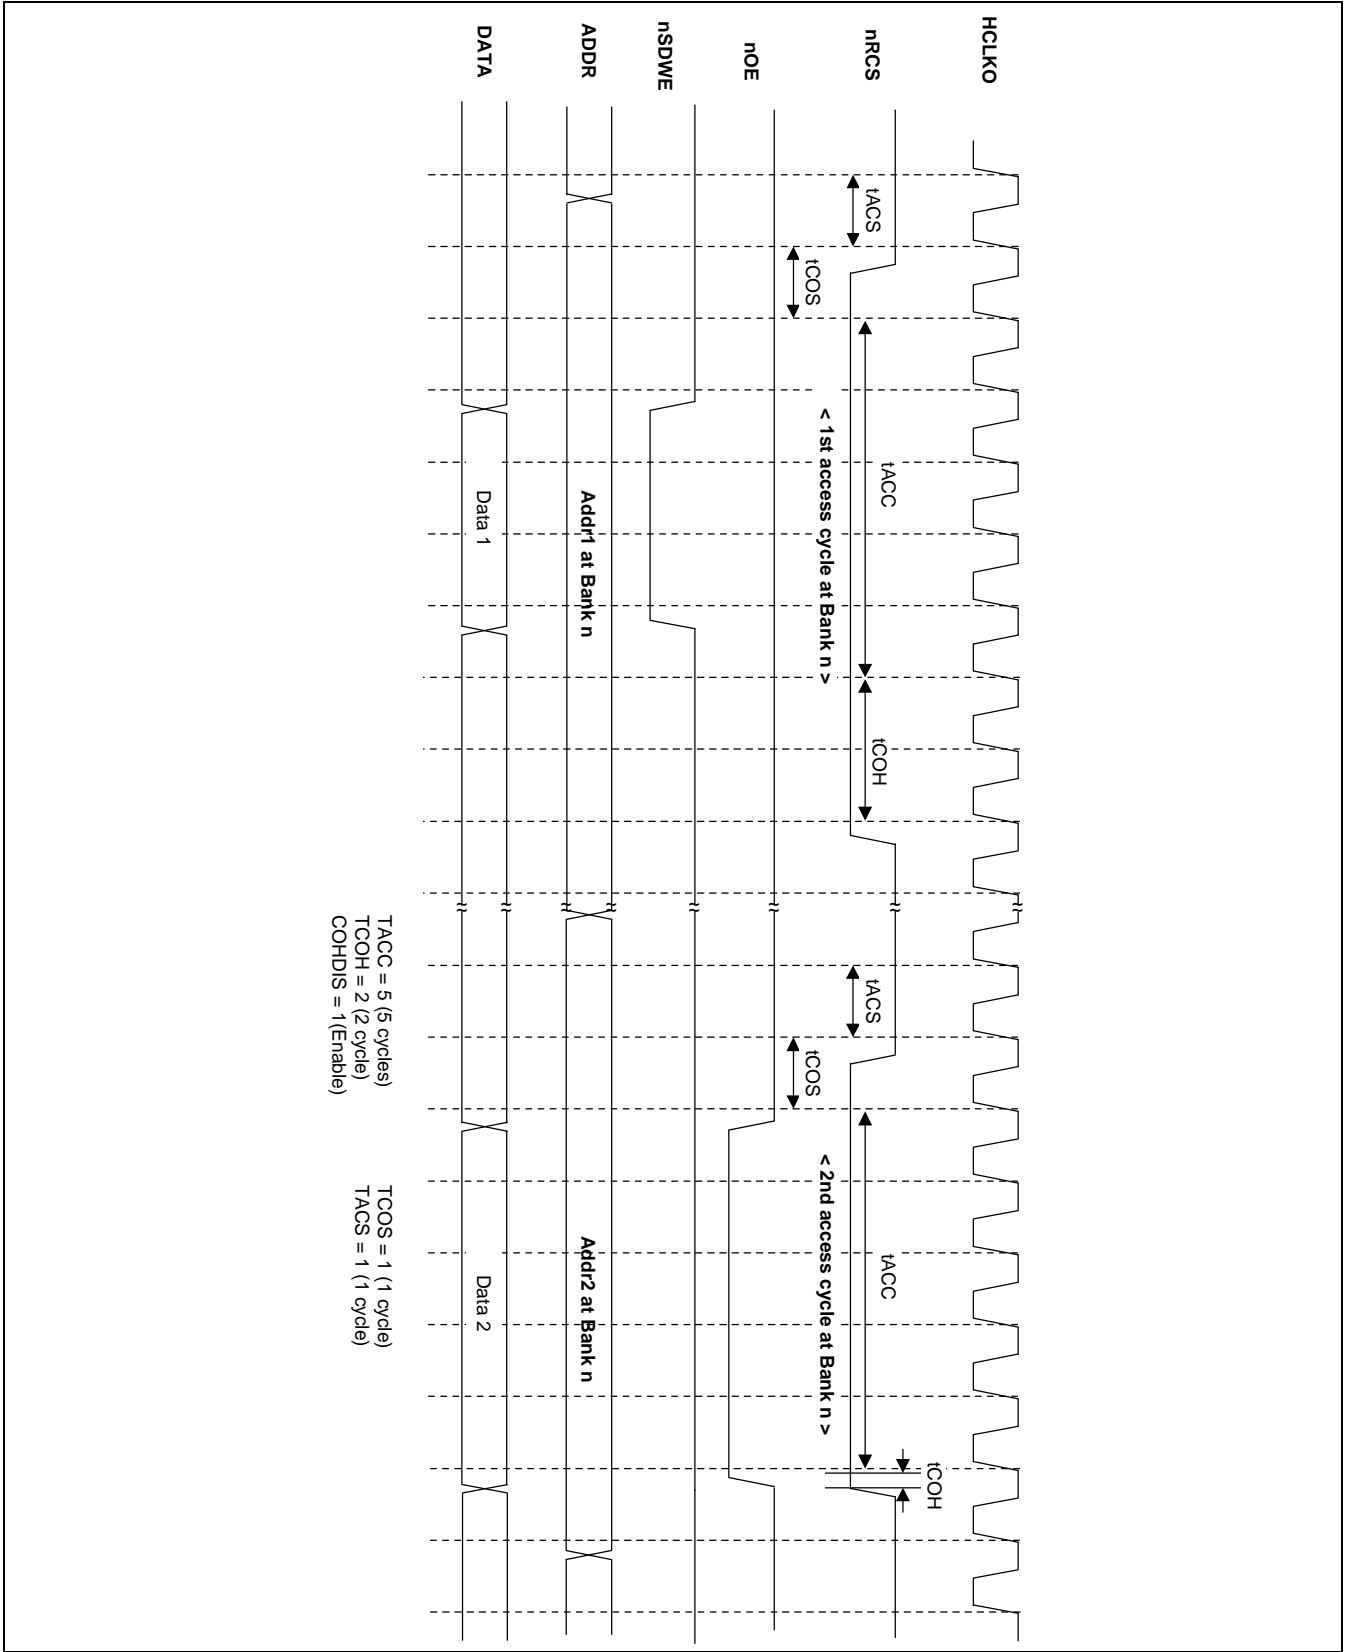 HCLKO
nRCS
nOE
nSDWE
ADDR
DATA
tACS
tCOS
tACC
< 1st access cycle at Bank n >
tCOH
Addr1 at Bank n
Data 1
tACS
tCOS
tACC
< 2nd access cycle at Bank n >
tCOH
Addr2 at Bank n
Data 2
TACC = 5 (5 cycles)
TCOH = 2 (2 cycle)
COHDIS = 1(Enable)
TCOS = 1 (1 cycle)
TACS = 1 (1 cycle)